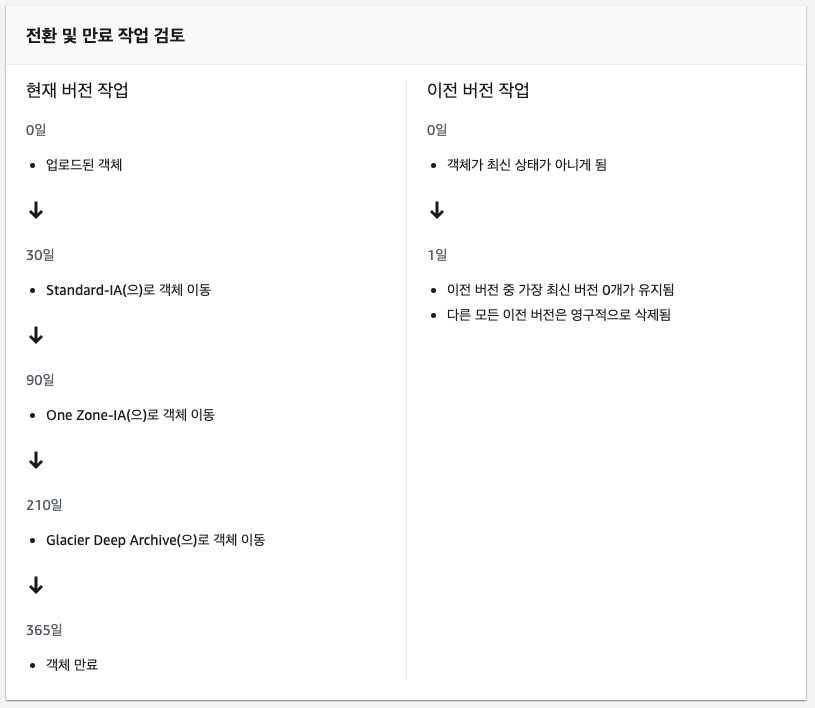 전환 및 만료 작업 검토
현재 버전 작업
0일
업로드된 객체
30일
Standard-IA(으)로 객체 이동
90일
One Zone-IA(으)로 객체 이동
210일
Glacier Deep Archive(으)로 객체 이동
365일
객체 만료
이전 버전 작업
0일
객체가 최신 상태가 아니게 됨
1일
이전 버전 중 가장 최신 버전 0개가 유지됨
다른 모든 이전 버전은 영구적으로 삭제됨